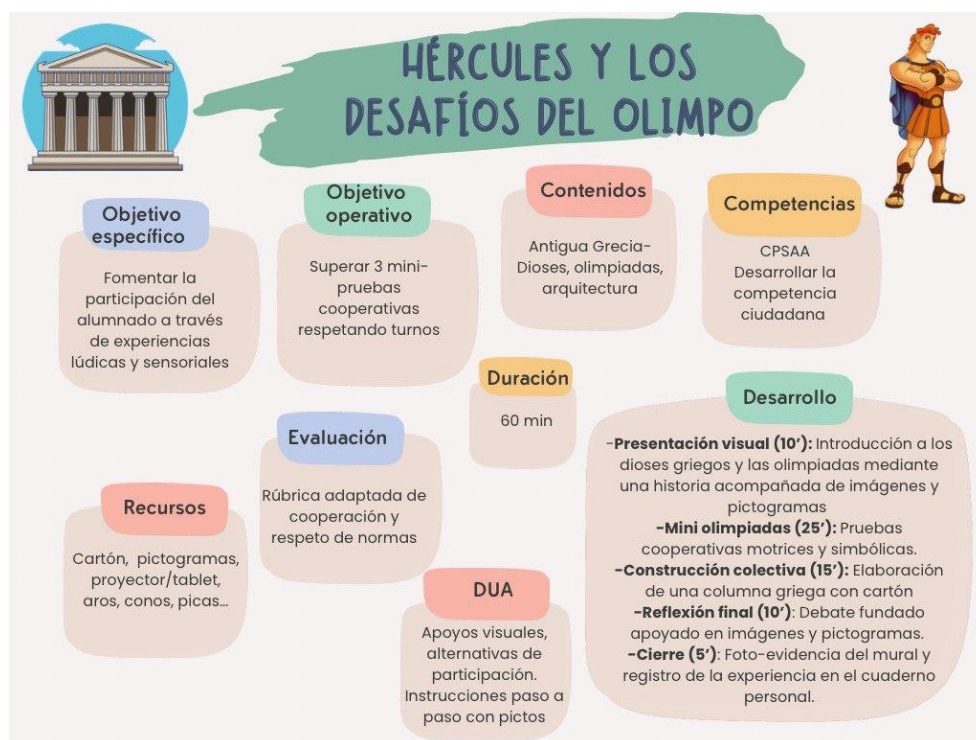 HÉRCULES Y LOS
DESAFÍOS DEL OLIMPO
Objetivo
específico
Fomentar la
participación del
alumnado a través
de experiencias
lúdicas y sensoriales
Objetivo
operativo
Superar 3 mini-
pruebas
cooperativas
respetando turnos
Contenidos
Antigua Grecia-
Dioses, olimpiadas,
arquitectura
Competencias
CPSAA
Desarrollar la
competencia
ciudadana
Duración
60 min
Evaluación
Rúbrica adaptada de
cooperación y
respeto de normas
Recursos
Cartón, pictogramas,
proyector/tablet,
aros, conos, picas...
DUA
Apoyos visuales,
alternativas de
participación.
Instrucciones paso a
paso con pictos
Desarrollo
-Presentación visual (10’): Introducción a los
dioses griegos y las olimpiadas mediante
una historia acompañada de imágenes y
pictogramas
-Mini olimpiadas (25’): Pruebas
cooperativas motrices y simbólicas.
-Construcción colectiva (15’): Elaboración
de una columna griega con cartón
-Reflexión final (10’): Debate fundado
apoyado en imágenes y pictogramas.
-Cierre (5’): Foto-evidencia del mural y
registro de la experiencia en el cuaderno
personal.